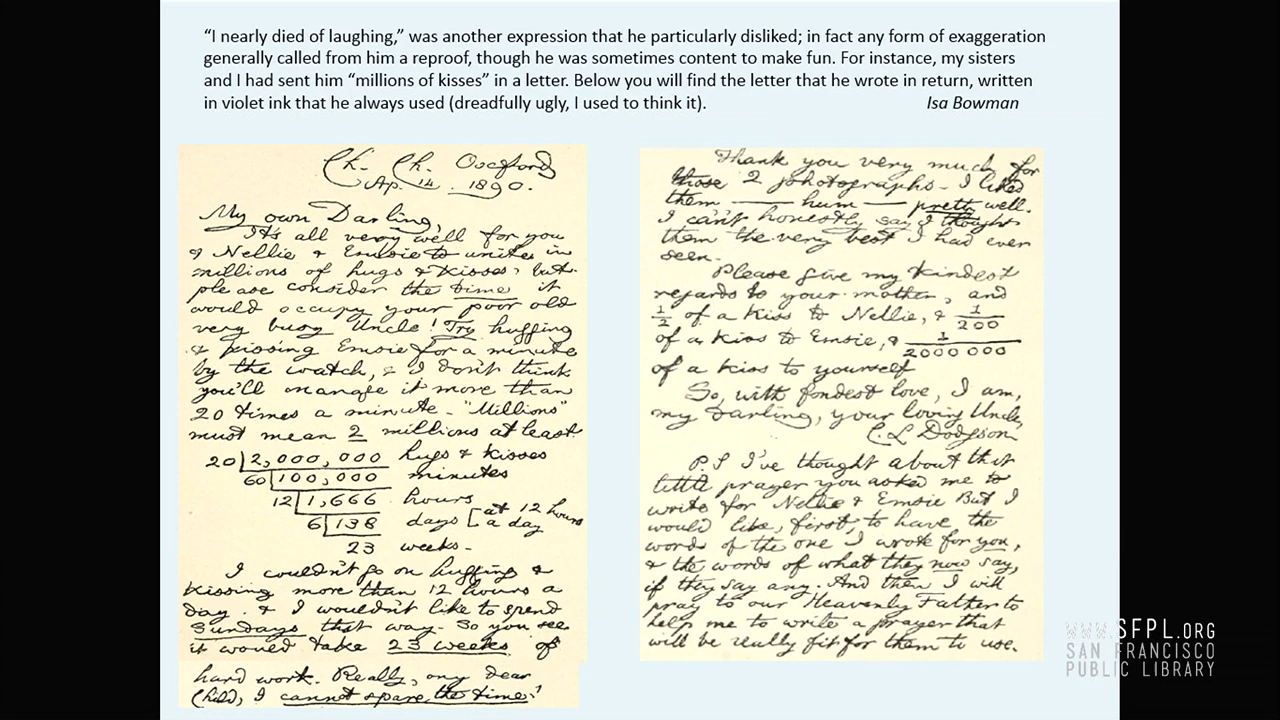 “I nearly died of laughing,” was another expression that he particularly disliked; in fact any form of exaggeration
generally called from him a reproof, though he was sometimes content to make fun. For instance, my sisters
and I had sent him “millions of kisses” in a letter. Below you will find the letter that he wrote in return, written
in violet ink that he always used (dreadfully ugly, I used to think it). Isa Bowman
Ch. Ch. Oxford
Ap. 14. 1890.
My own Darling,
It's all very well for you
& Nellie & Emsie to unites in
millions of hugs & kisses, but
please consider the time it
would occupy your poor old
very busy Uncle! Try hugging
& kissing Emsie for a minute
by the watch, & I don't think
you'll manage it more than
20 times a minute. "Millions"
must mean 2 millions at least.
20 2,000,000 hugs & kisses
60 100,000 minutes
12 1,666 hours
6 138 days [at 12 hours
a day
23 weeks.
I couldn't go on hugging &
kissing more than 12 hours a
day. & I wouldn't like to spend
Sundays that way. So you see
it would take 23 weeks of
hard work. Really, my dear
Child, I cannot spare the time!
Thank you very much for
those 2 photographs. I liked
them — hum — pretty well.
I can't honestly say I thought
them the very best I had ever
seen.
Please give my kindest
regards to your mother, and
1/2 of a kiss to Nellie, & 1/200
of a kiss to Emsie, & 1/2000000
of a kiss to yourself
So, with fondest love, I am,
my Darling, your loving Uncle,
C. L. Dodgson
P.S I've thought about that
little prayer you asked me to
write for Nellie & Emsie But I
would like, first, to have the
words of the one I wrote for you,
& the words of what they now say,
if they say any. And then I will
pray to our Heavenly Father to
help me to write a prayer that
will be really fit for them to use.
WWW.SFPL.ORG
SAN FRANCISCO
PUBLIC LIBRARY